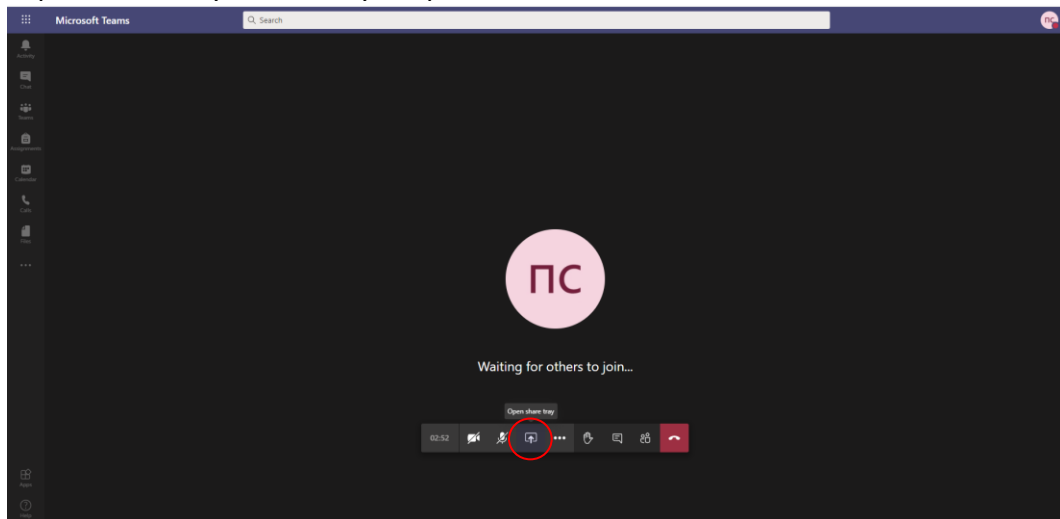 Microsoft Teams
Search
ПС
Activity
Chat
Teams
Assignments
Calendar
Calls
Files
ПС
Waiting for others to join...
Open share tray
02:52
Apps
Help